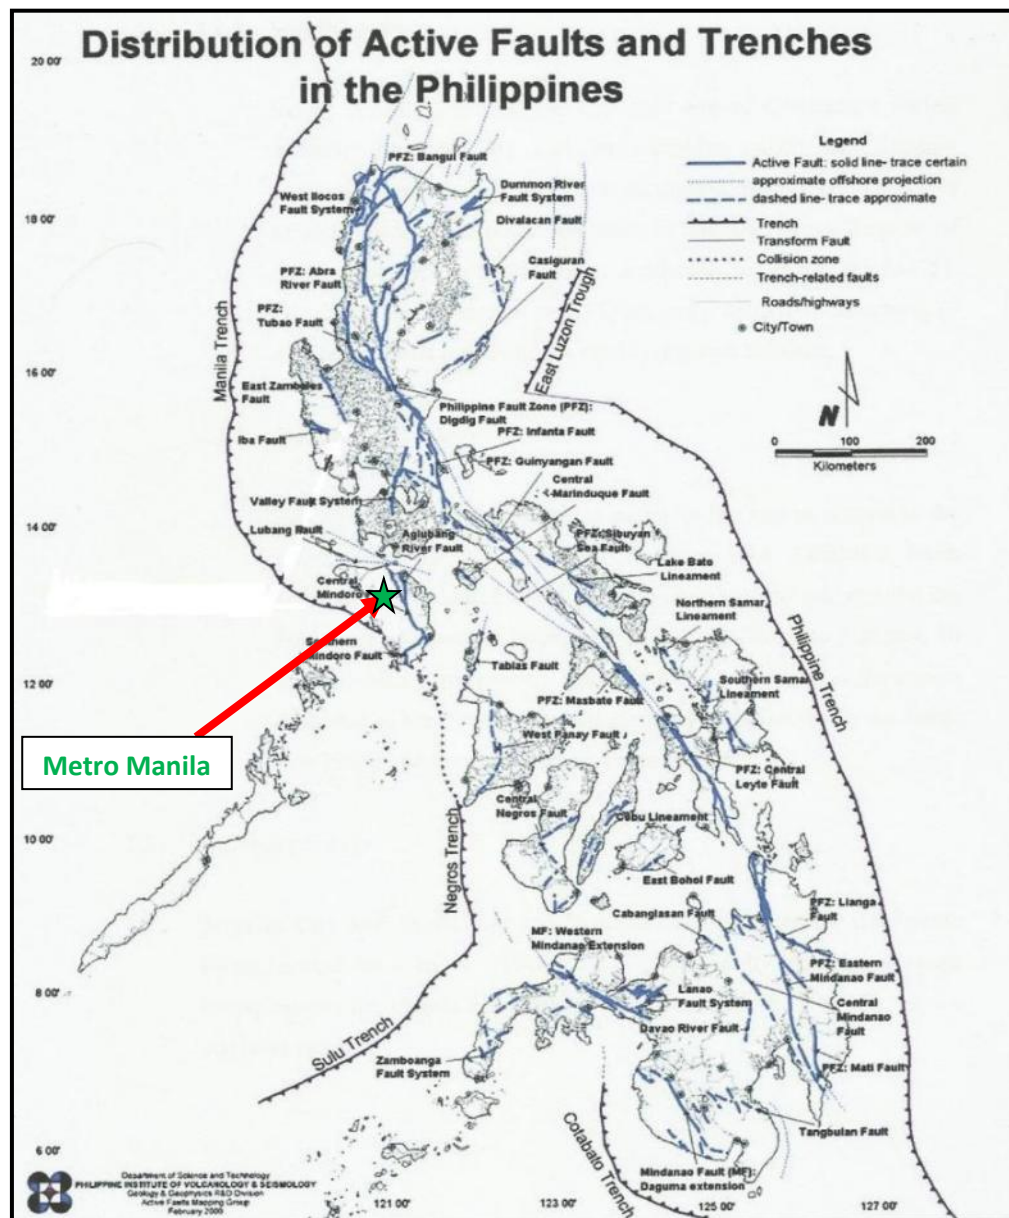 Distribution of Active Faults and Trenches
in the Philippines
20 00'
18 00'
16 00'
14 00'
12 00'
10 00'
8 00'
6 00'
121 00
123 00'
125 00'
127 00'
Legend
Active Fault: solid line- trace certain
approximate offshore projection
dashed line- trace approximate
Trench
Transform Fault
Collision zone
Trench-related faults
Roads/highways
City/Town
N
0 100 200
Kilometers
PFZ: Bangui Fault
West Ilocos
Fault System
Dummon River
Fault System
Divalacan Fault
Casiguran
Fault
PFZ: Abra
River Fault
PFZ:
Tubao Fault
Manila Trench
East Luzon Trough
East Zambales
Fault
Iba Fault
Philippine Fault Zone (PFZ):
Digdig Fault
PFZ: Infanta Fault
PFZ: Guinyangan Fault
Central
Marinduque Fault
Valley Fault System
Lubang Fault
Aglubang
River Fault
PFZ: Sibuyan
Sea Fault
Lake Bato
Lineament
Central
Mindoro
Northern Samar
Lineament
Southern
Mindoro Fault
Tablas Fault
Southern Samar
Lineament
Philippine Trench
PFZ: Masbate Fault
West Panay Fault
Metro Manila
PFZ: Central
Leyte Fault
Central
Negros Fault
Cebu Lineament
Negros Trench
East Bohol Fault
PFZ: Lianga
Fault
Cabanglasan Fault
MF: Western
Mindanao Extension
PFZ: Eastern
Mindanao Fault
Lanao
Fault System
Central
Mindanao
Fault
Davao River Fault
Sulu Trench
Zamboanga
Fault System
PFZ: Mati Fault
Cotabato Trench
Tangbulan Fault
Mindanao Fault (MF):
Daguma extension
Department of Science and Technology
PHILIPPINE INSTITUTE OF VOLCANOLOGY & SEISMOLOGY
Geology & Geophysics R&D Division
Active Faults Mapping Group
February 2000